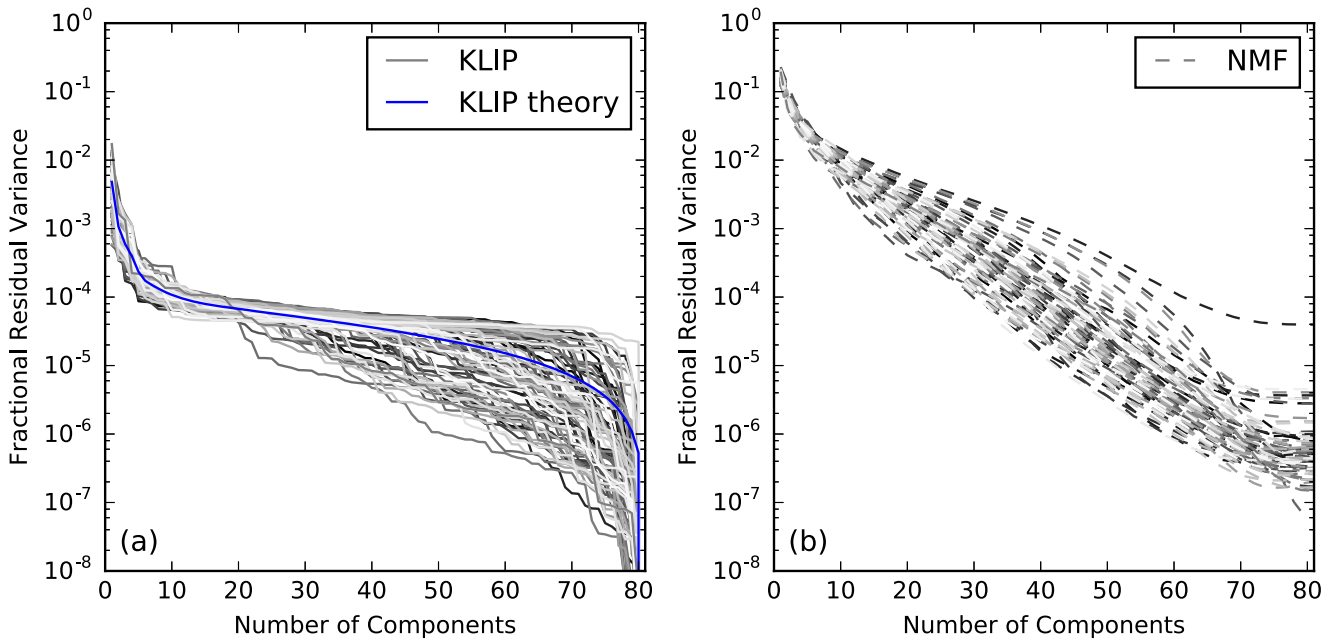 KLIP
KLIP theory
10^0
10^-1
10^-2
10^-3
10^-4
10^-5
10^-6
10^-7
10^-8
Fractional Residual Variance
(a)
0 10 20 30 40 50 60 70 80
Number of Components
NMF
10^0
10^-1
10^-2
10^-3
10^-4
10^-5
10^-6
10^-7
10^-8
Fractional Residual Variance
(b)
0 10 20 30 40 50 60 70 80
Number of Components